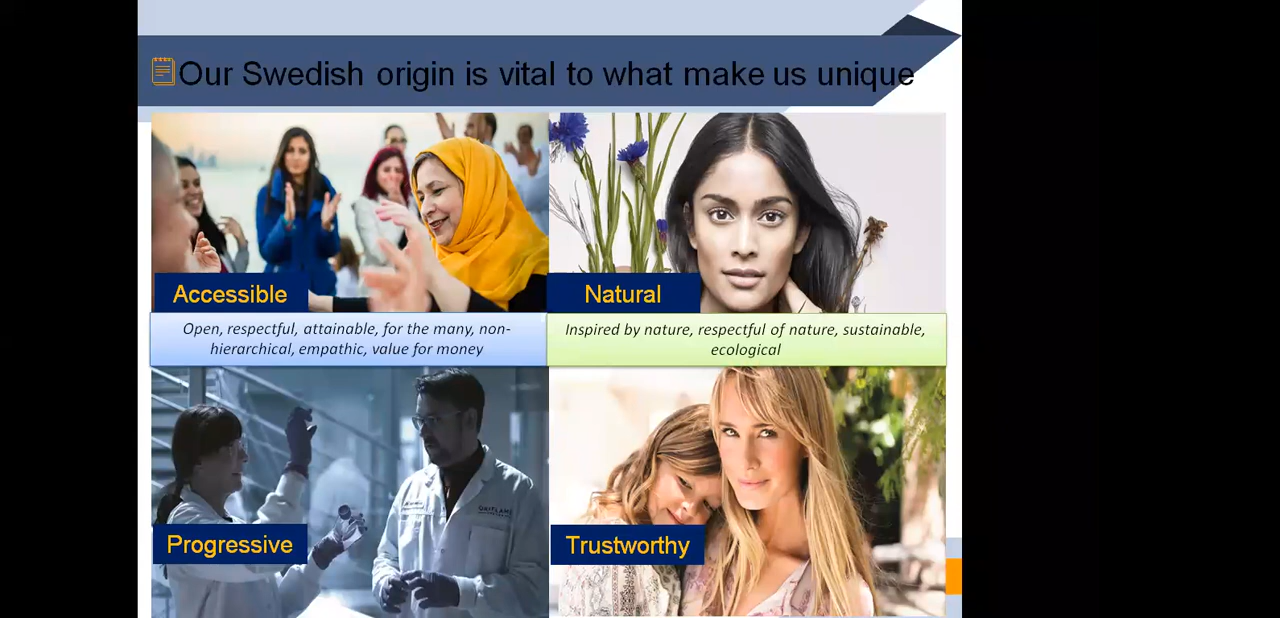 Our Swedish origin is vital to what make us unique
Accessible
Natural
Open, respectful, attainable, for the many, non-
hierarchical, empathic, value for money
Inspired by nature, respectful of nature, sustainable,
ecological
ORIFLAME
Progressive
Trustworthy